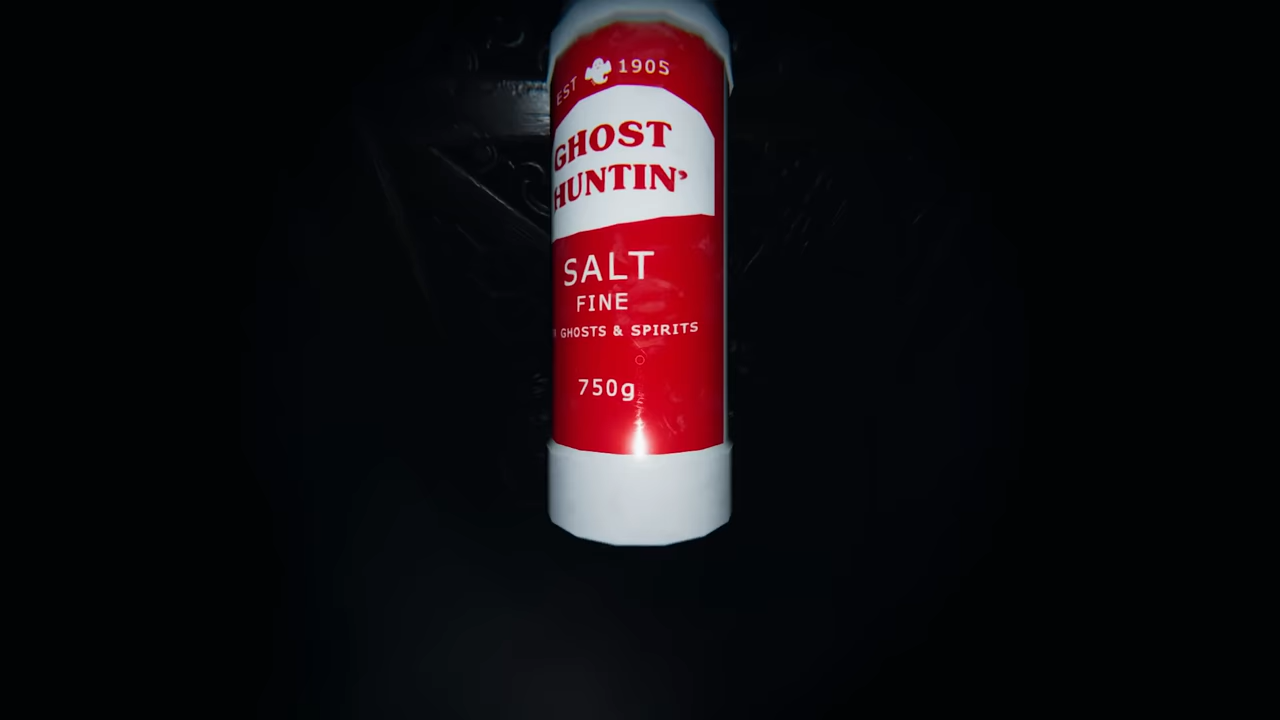 EST 1905
GHOST
HUNTIN'
SALT
FINE
GHOSTS & SPIRITS
750g